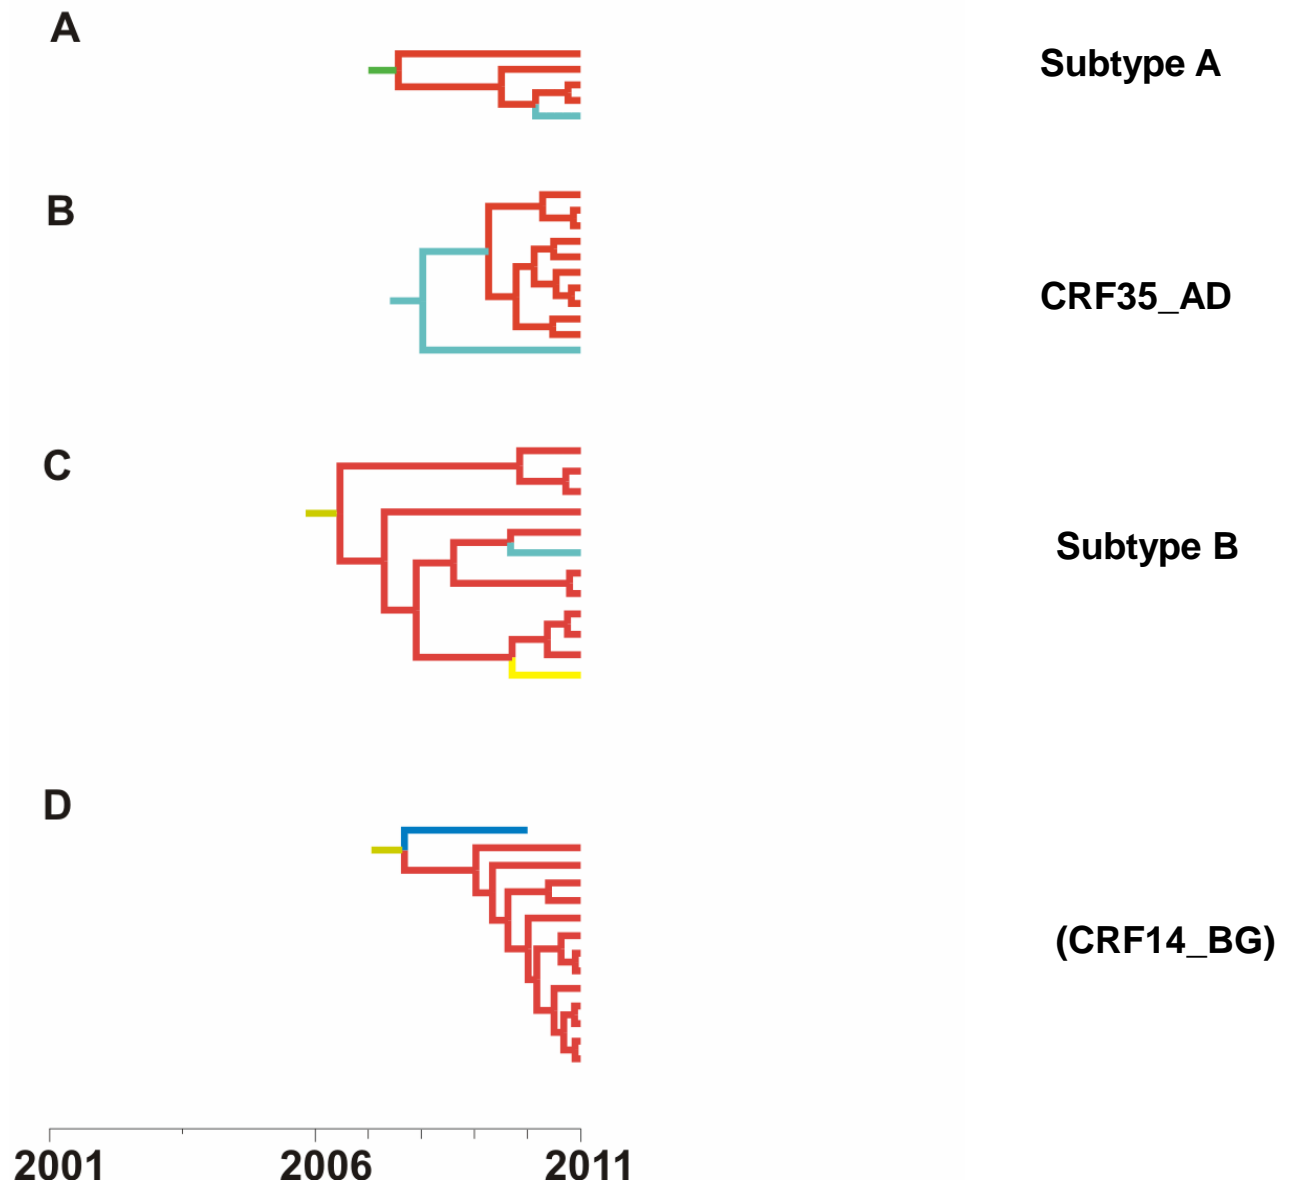 A
Subtype A
B
CRF35_AD
C
Subtype B
D
(CRF14_BG)
2001 2006 2011